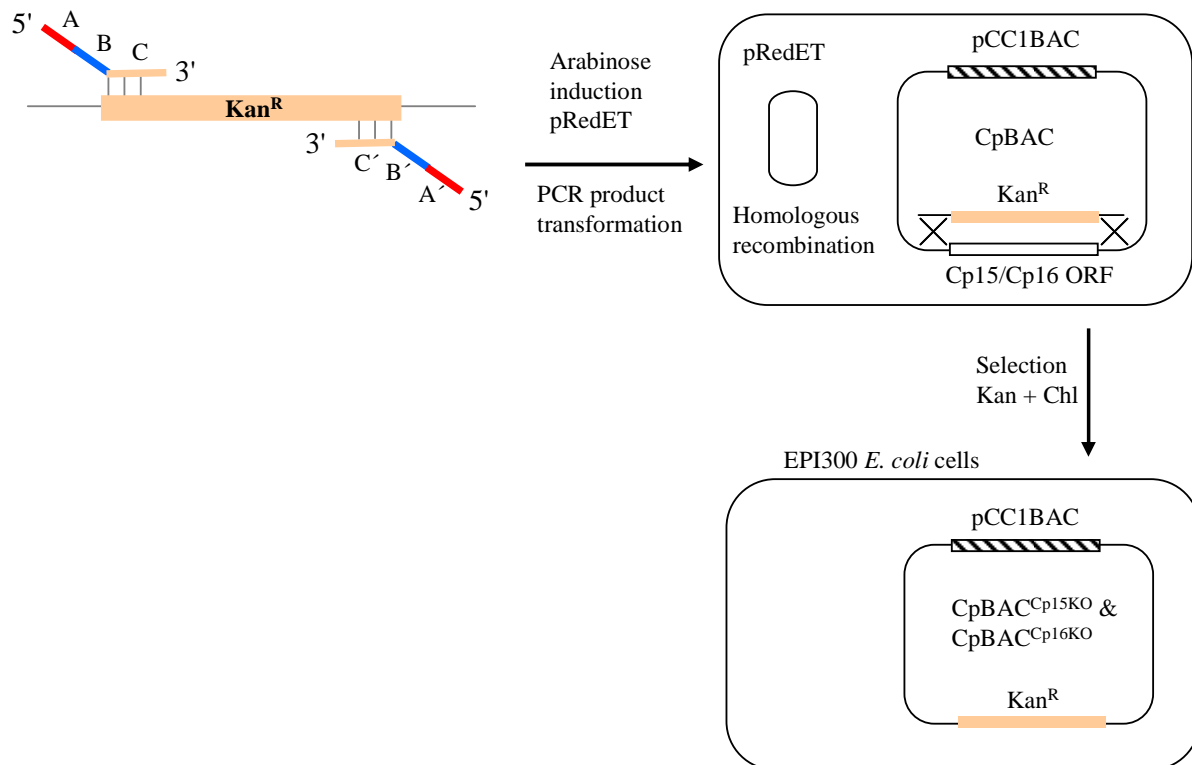 5'
A
B
C
3'
Kan^R
3'
C´
B´
A´
5'
Arabinose
induction
pRedET
PCR product
transformation
pRedET
Homologous
recombination
pCC1BAC
CpBAC
Kan^R
Cp15/Cp16 ORF
Selection
Kan + Chl
EPI300 E. coli cells
pCC1BAC
CpBAC^Cp15KO &
CpBAC^Cp16KO
Kan^R